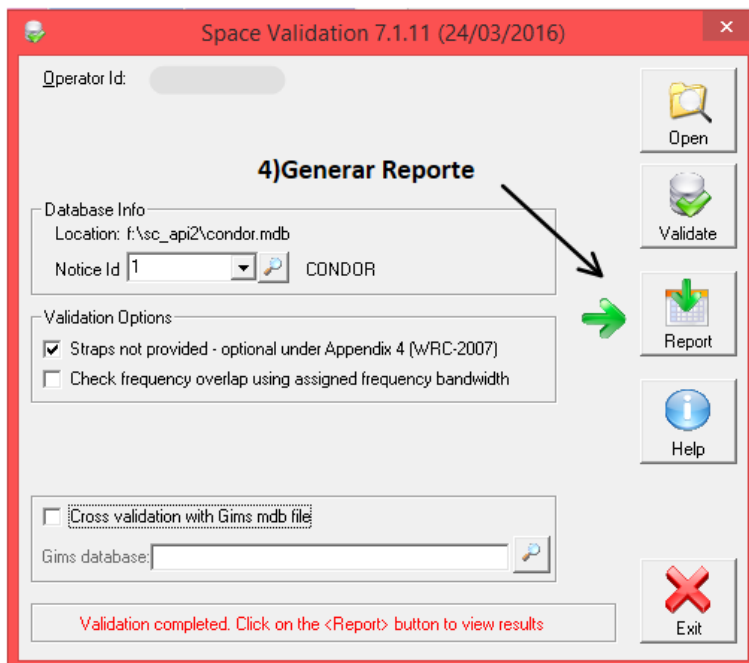 Space Validation 7.1.11 (24/03/2016)
Operator Id:
Open
4)Generar Reporte
Database Info
Location: f:\sc_api2\condor.mdb
Validate
Notice Id 1 CONDOR
Validation Options
Straps not provided - optional under Appendix 4 (WRC-2007)
Report
Check frequency overlap using assigned frequency bandwidth
Help
Cross validation with Gims mdb file
Gims database:
Validation completed. Click on the <Report> button to view results
Exit